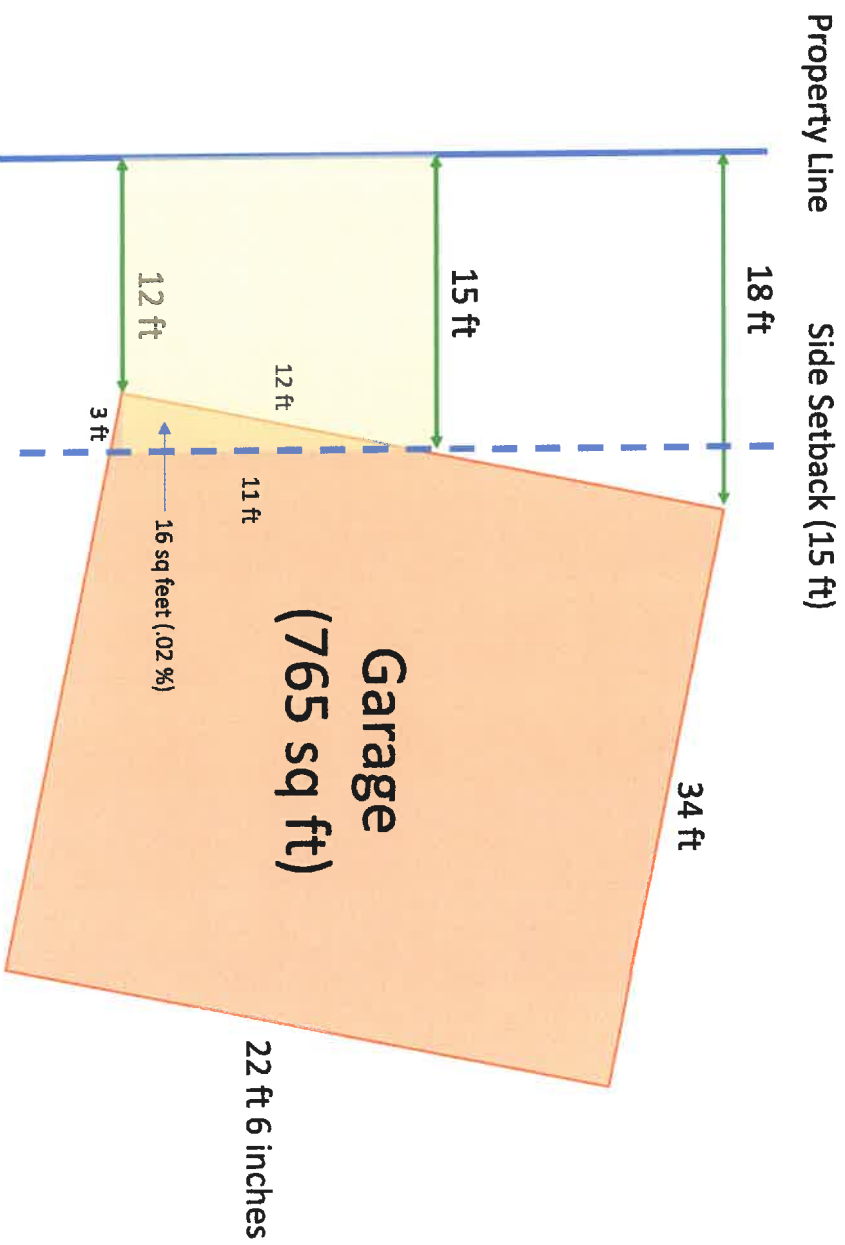 Property Line
Side Setback (15 ft)
18 ft
15 ft
12 ft
12 ft
3 ft
11 ft
16 sq feet (.02 %)
Garage
(765 sq ft)
34 ft
22 ft 6 inches